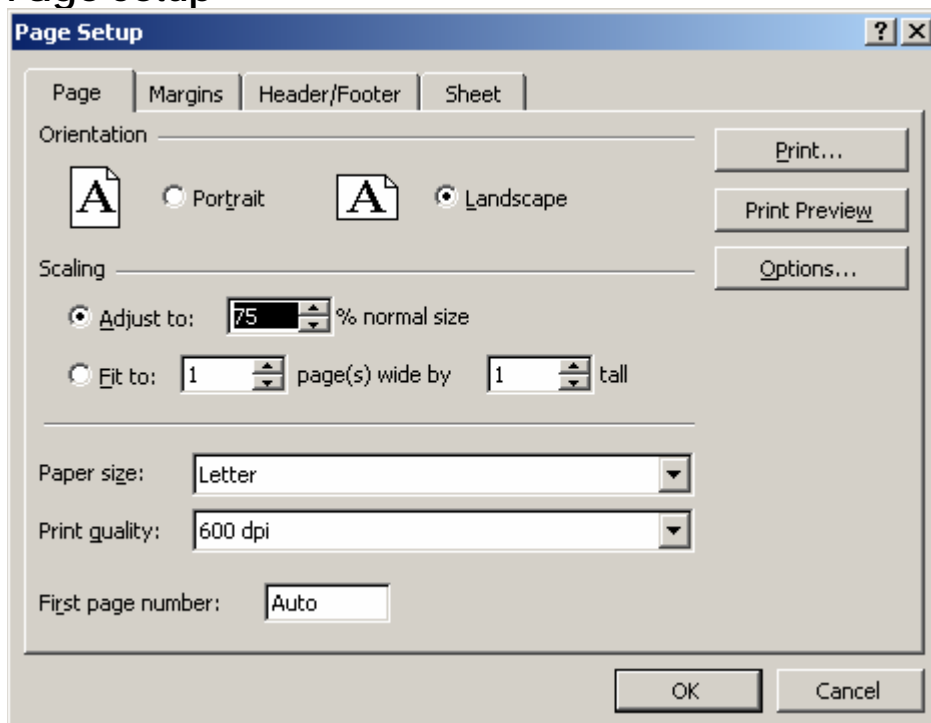 Page Setup
Page Margins Header/Footer Sheet
Orientation
Print...
A Portrait A Landscape
Print Preview
Scaling
Options...
Adjust to: 75 % normal size
Fit to: 1 page(s) wide by 1 tall
Paper size: Letter
Print quality: 600 dpi
First page number: Auto
OK Cancel